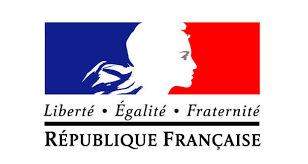 Liberté • Égalité • Fraternité
RÉPUBLIQUE FRANÇAISE